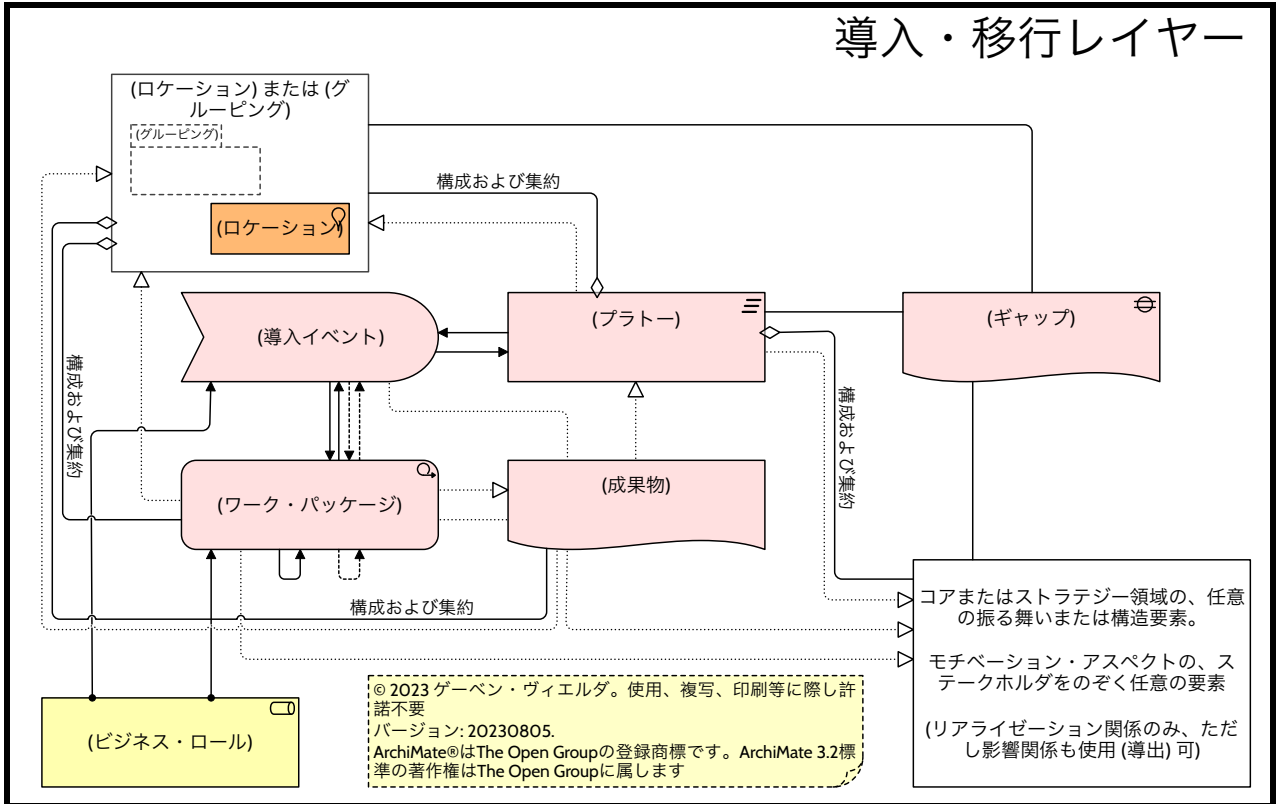 導入・移行レイヤー
(ロケーション) または (グ
ルーピング)
(グルーピング)
(ロケーション)
構成および集約
(導入イベント)
(プラトー)
(ギャップ)
構成および集約
構成および集約
(ワーク・パッケージ)
(成果物)
構成および集約
コアまたはストラテジー領域の、任意
の振る舞いまたは構造要素。
モチベーション・アスペクトの、ス
テークホルダをのぞく任意の要素
(リアライゼーション関係のみ、ただ
し影響関係も使用 (導出) 可)
(ビジネス・ロール)
© 2023 ゲーベン・ヴィエルダ。使用、複写、印刷等に際し許
諾不要
バージョン: 20230805.
ArchiMate®はThe Open Groupの登録商標です。ArchiMate 3.2標
準の著作権はThe Open Groupに属します